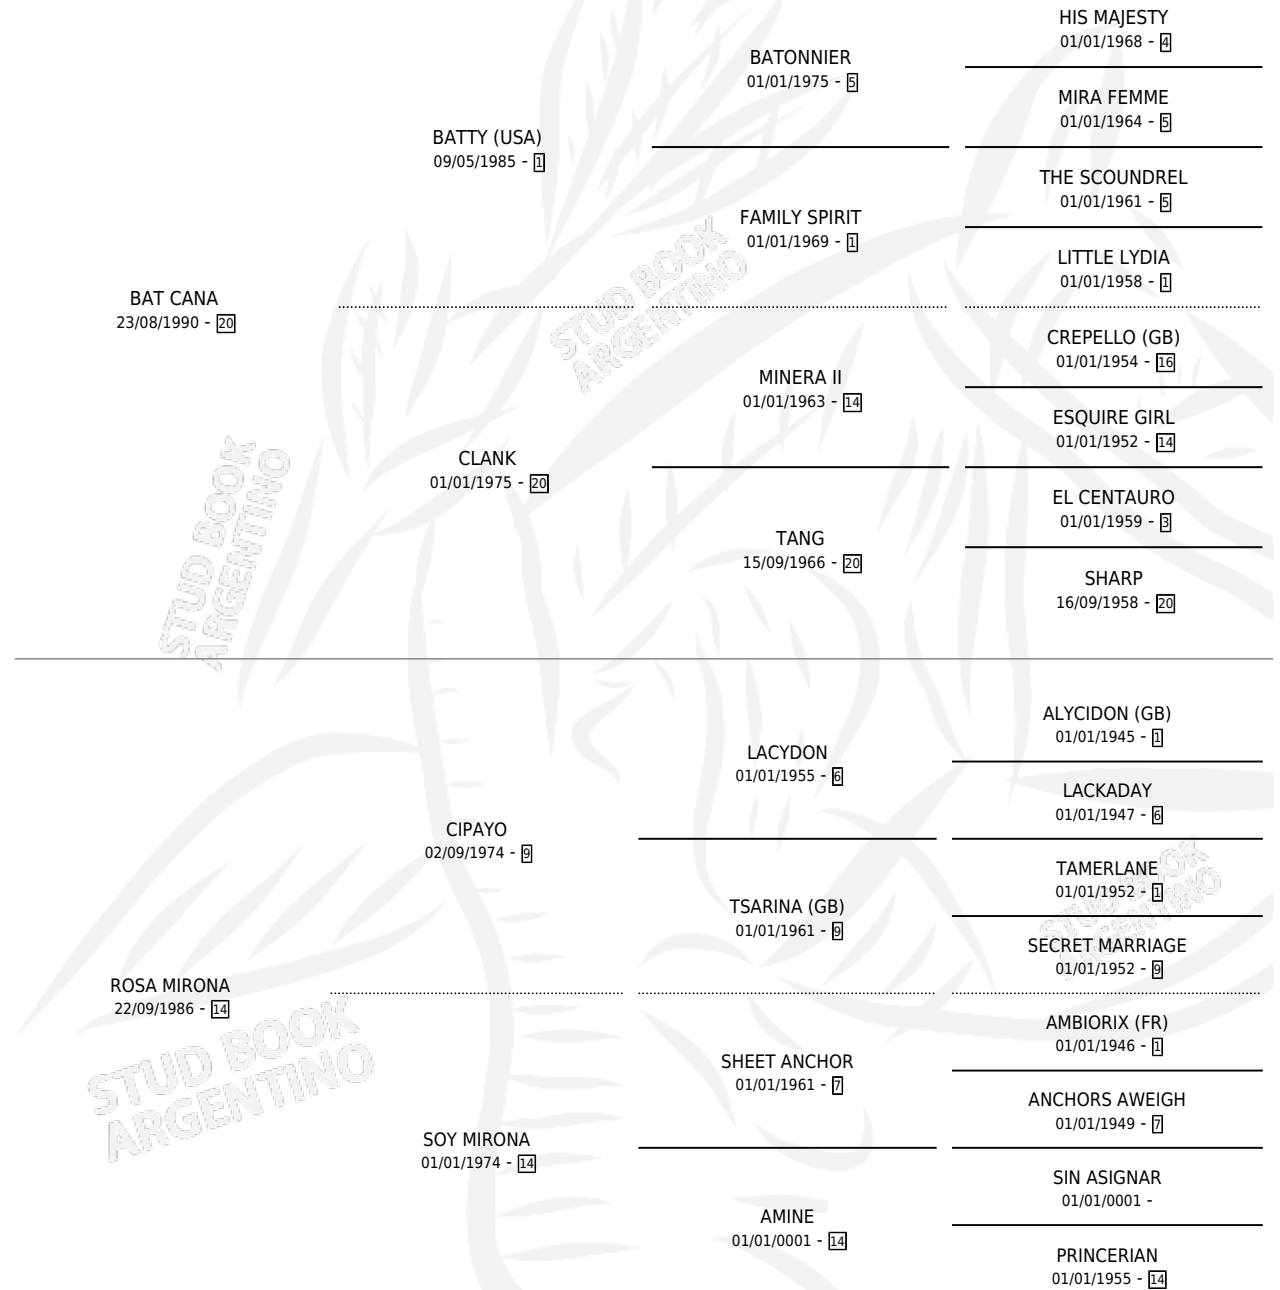 HIS MAJESTY
01/01/1968 - 4
BATONNIER
01/01/1975 - 5
MIRA FEMME
01/01/1964 - 5
BATTY (USA)
09/05/1985 - 1
THE SCOUNDREL
01/01/1961 - 5
FAMILY SPIRIT
01/01/1969 - 1
LITTLE LYDIA
01/01/1958 - 1
STUD BOOK
ARGENTINO
BAT CANA
23/08/1990 - 20
CREPELLO (GB)
01/01/1954 - 16
MINERA II
01/01/1963 - 14
ESQUIRE GIRL
01/01/1952 - 14
CLANK
01/01/1975 - 20
EL CENTAURO
01/01/1959 - 3
TANG
15/09/1966 - 20
SHARP
16/09/1958 - 20
STUD BOOK
ARGENTINO
ALYCIDON (GB)
01/01/1945 - 1
LACYDON
01/01/1955 - 6
LACKADAY
01/01/1947 - 6
CIPAYO
02/09/1974 - 9
TAMERLANE
01/01/1952 - 1
TSARINA (GB)
01/01/1961 - 9
SECRET MARRIAGE
01/01/1952 - 9
STUD BOOK
ARGENTINO
ROSA MIRONA
22/09/1986 - 14
AMBIORIX (FR)
01/01/1946 - 1
SHEET ANCHOR
01/01/1961 - 7
ANCHORS AWEIGH
01/01/1949 - 7
STUD BOOK
ARGENTINO
SOY MIRONA
01/01/1974 - 14
SIN ASIGNAR
01/01/0001 -
AMINE
01/01/0001 - 14
PRINCERIAN
01/01/1955 - 14